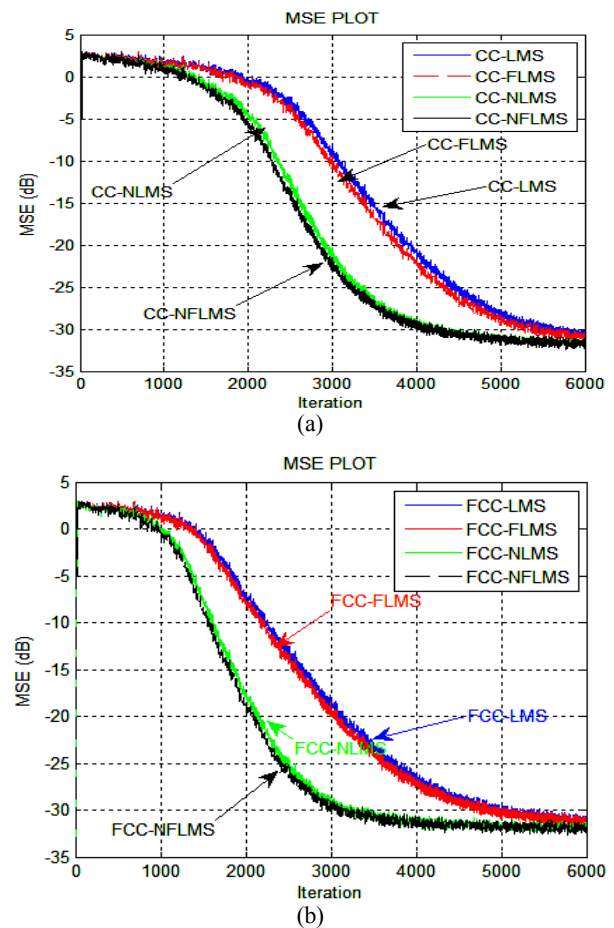 MSE PLOT
5
0
-5
-10
-15
-20
-25
-30
-35
MSE (dB)
CC-LMS
CC-FLMS
CC-NLMS
CC-NFLMS
CC-FLMS
CC-NLMS
CC-LMS
CC-NFLMS
0 1000 2000 3000 4000 5000 6000
Iteration
(a)
MSE PLOT
5
0
-5
-10
-15
-20
-25
-30
-35
MSE (dB)
FCC-LMS
FCC-FLMS
FCC-NLMS
FCC-NFLMS
FCC-FLMS
FCC-LMS
FCC-NLMS
FCC-NFLMS
0 1000 2000 3000 4000 5000 6000
Iteration
(b)